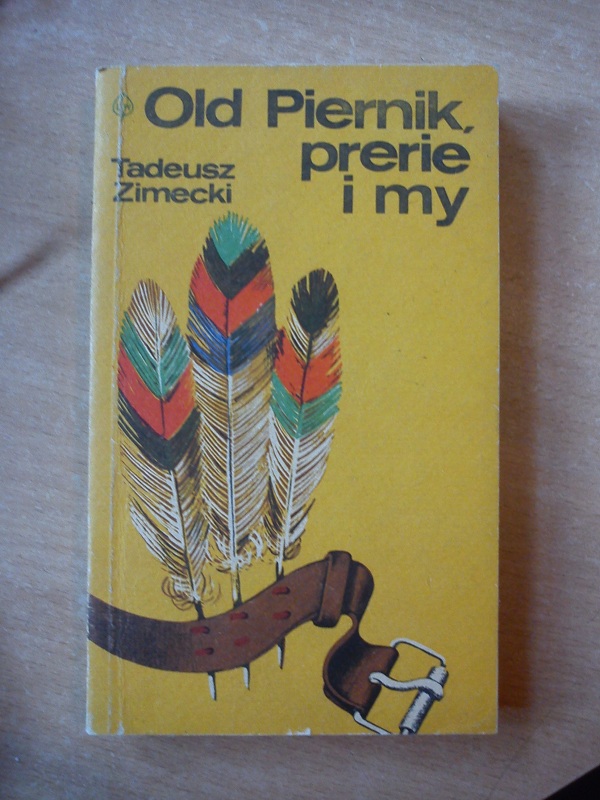 Old Piernik,
prerie
i my
Tadeusz
Zimecki